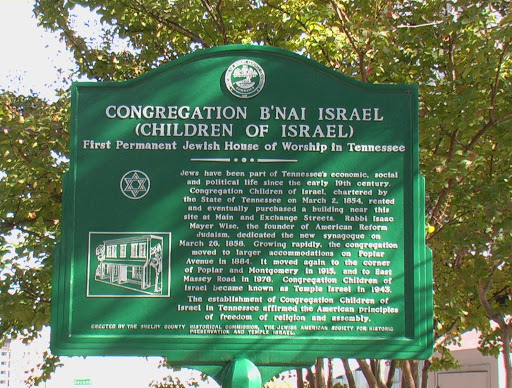 CONGREGATION B'NAI ISRAEL
(CHILDREN OF ISRAEL)
First Permanent Jewish House of Worship in Tennessee
Jews have been part of Tennessee's economic, social
and political life since the early 19th century.
Congregation Children of Israel, chartered by
the State of Tennessee on March 2, 1854, rented
and eventually purchased a building near this
site at Main and Exchange Streets. Rabbi Isaac
Mayer Wise, the founder of American Reform
Judaism, dedicated the new synagogue on
March 26, 1858. Growing rapidly, the congregation
moved to larger accommodations on Poplar
Avenue in 1884. It moved again to the corner
of Poplar and Montgomery in 1915, and to East
Massey Road in 1976. Congregation Children of
Israel became known as Temple Israel in 1943.
The establishment of Congregation Children of
Israel in Tennessee affirmed the American principles
of freedom of religion and assembly.
ERECTED BY THE SHELBY COUNTY HISTORICAL COMMISSION, THE JEWISH AMERICAN SOCIETY FOR HISTORIC
PRESERVATION AND TEMPLE ISRAEL.